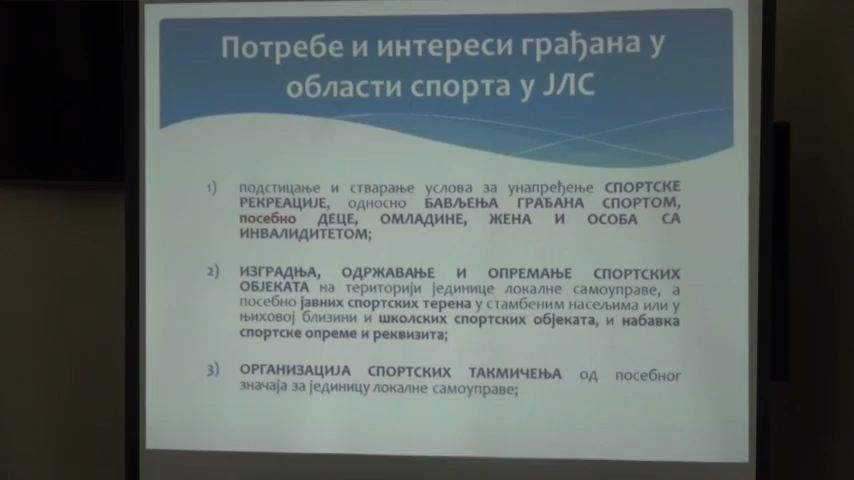 Потребе и интереси грађана у
области спорта у ЈЛС
1) подстицање и стварање услова за унапређење СПОРТСКЕ
РЕКРЕАЦИЈЕ, односно БАВЉЕЊА ГРАЂАНА СПОРТОМ,
посебно ДЕЦЕ, ОМЛАДИНЕ, ЖЕНА И ОСОБА СА
ИНВАЛИДИТЕТОМ;
2) ИЗГРАДЊА, ОДРЖАВАЊЕ И ОПРЕМАЊЕ СПОРТСКИХ
ОБЈЕКАТА на територији јединице локалне самоуправе, а
посебно јавних спортских терена у стамбеним насељима или у
њиховој близини и школских спортских објеката, и набавка
спортске опреме и реквизита;
3) ОРГАНИЗАЦИЈА СПОРТСКИХ ТАКМИЧЕЊА од посебног
значаја за јединицу локалне самоуправе;